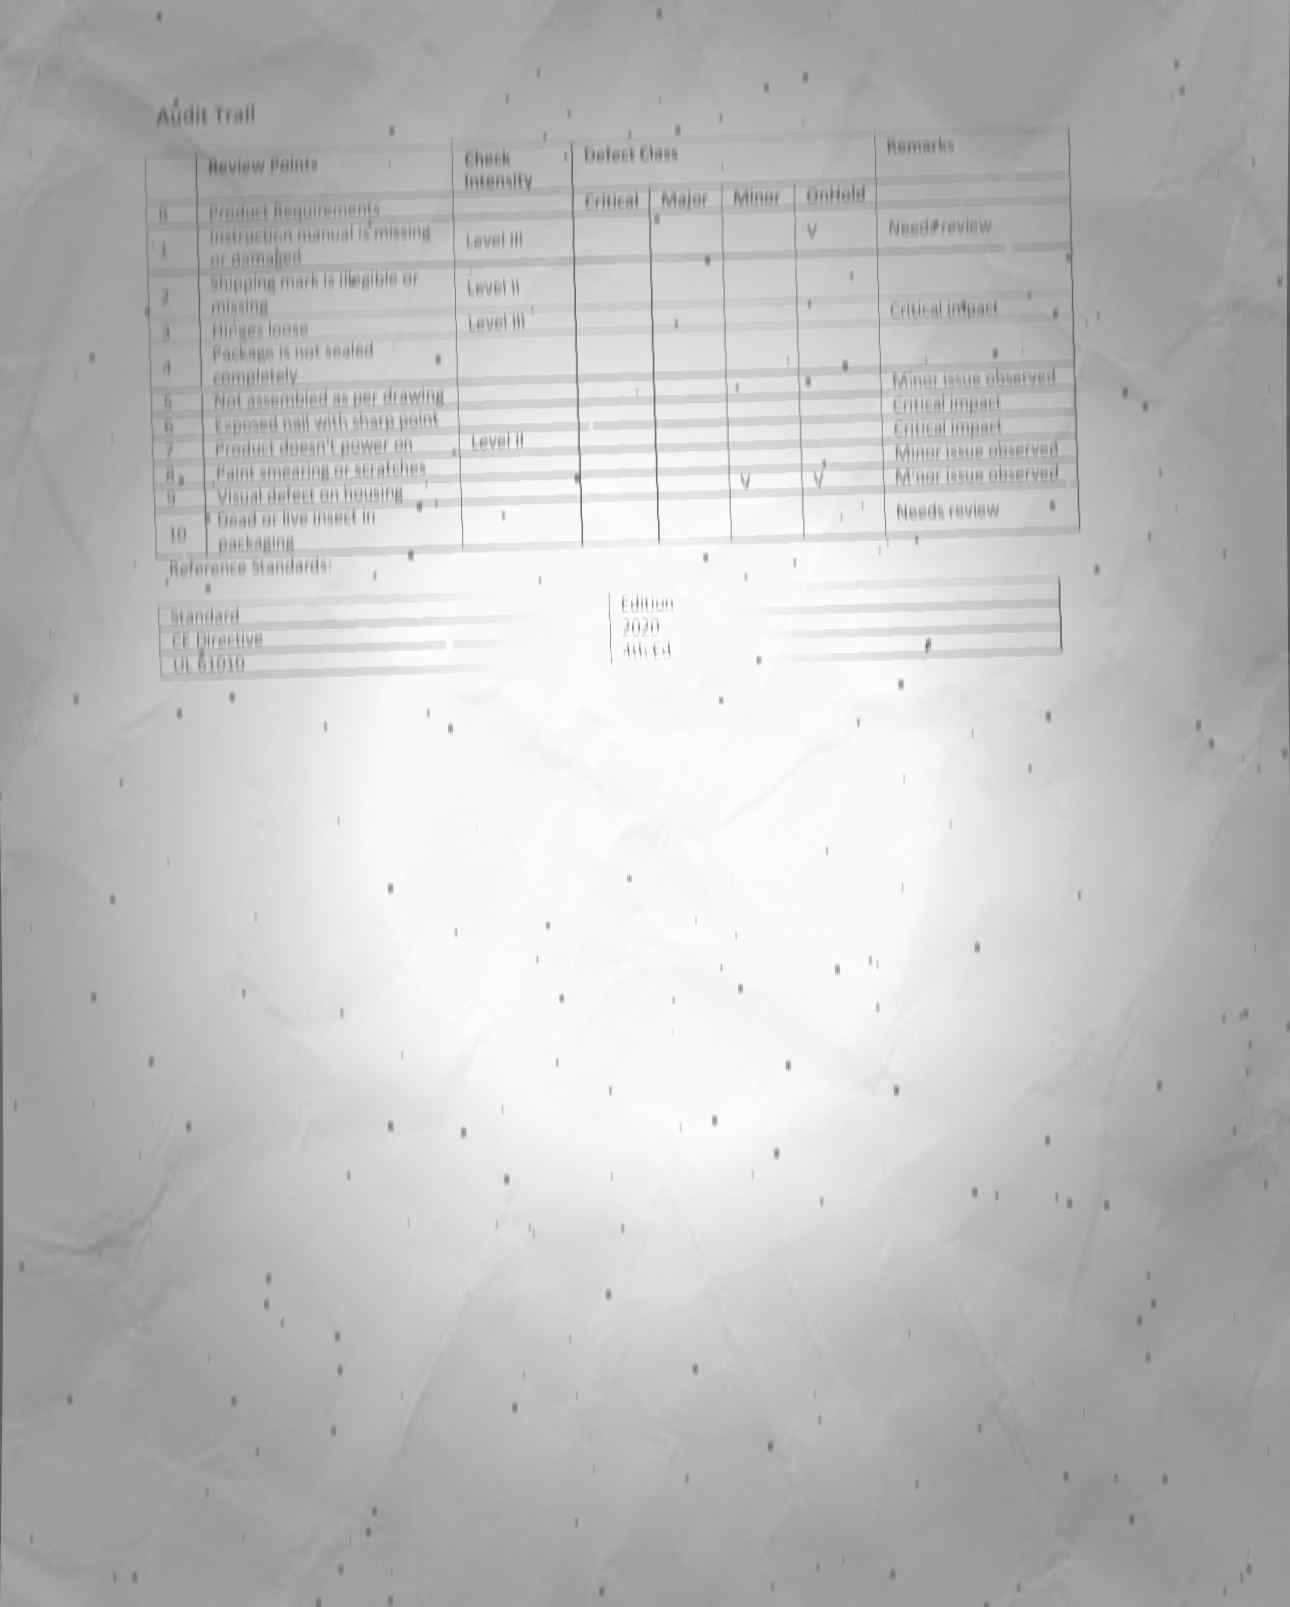 Audit Trail
Review Points Check Intensity Defect Class Remarks
Critical Major Minor OnHold
Product Requirements
1 Instruction manual is missing or damaged Level III V Needs review
2 Shipping mark is illegible or missing Level II
3 Hinges loose Level III Critical impact
4 Package is not sealed completely
5 Not assembled as per drawing Minor issue observed
6 Exposed nail with sharp point Critical impact
7 Product doesn't power on Level II Critical impact
8 Paint smearing or scratches Minor issue observed
9 Visual defect on housing V V Minor issue observed
10 Dead or live insect in packaging Needs review
Reference Standards:
Standard Edition
CE Directive 2020
UL 61010 4th Ed